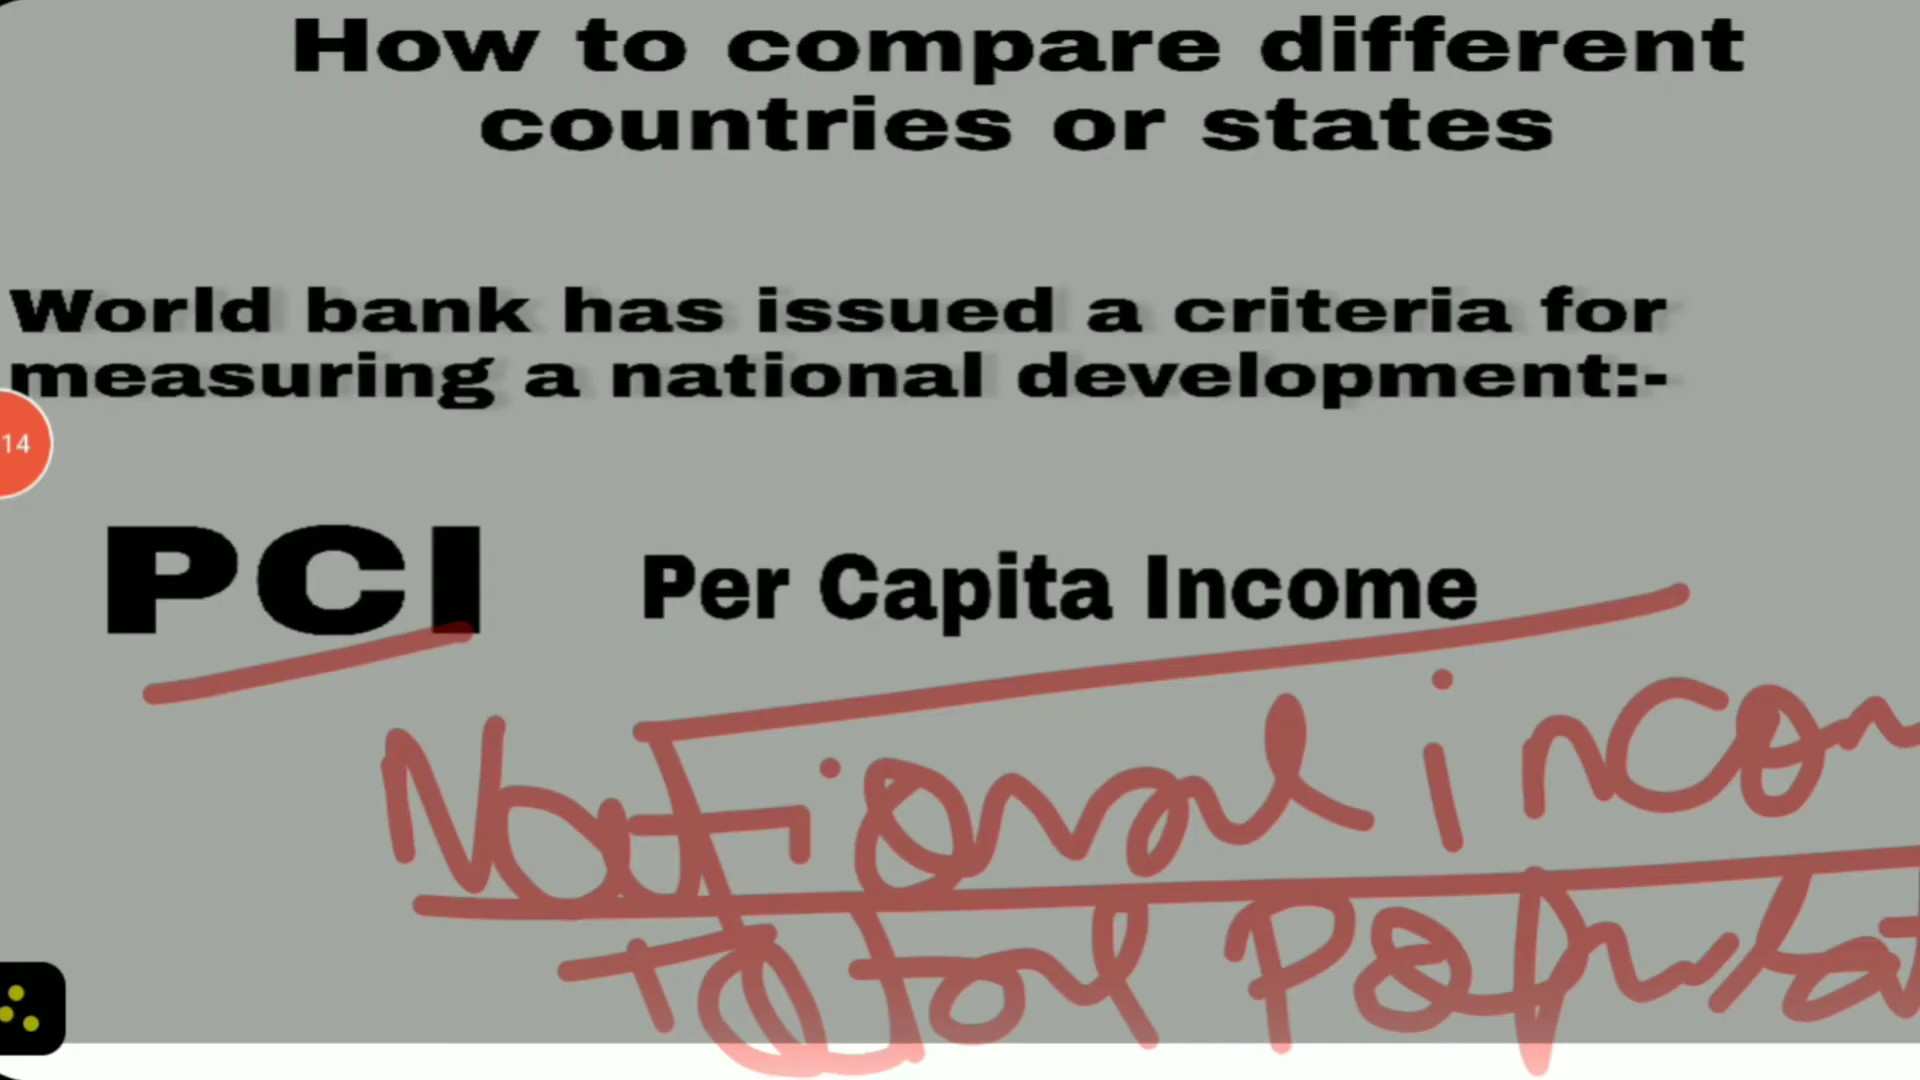 How to compare different
countries or states
World bank has issued a criteria for
measuring a national development:-
14
PCI Per Capita Income
National incom
Total Populat